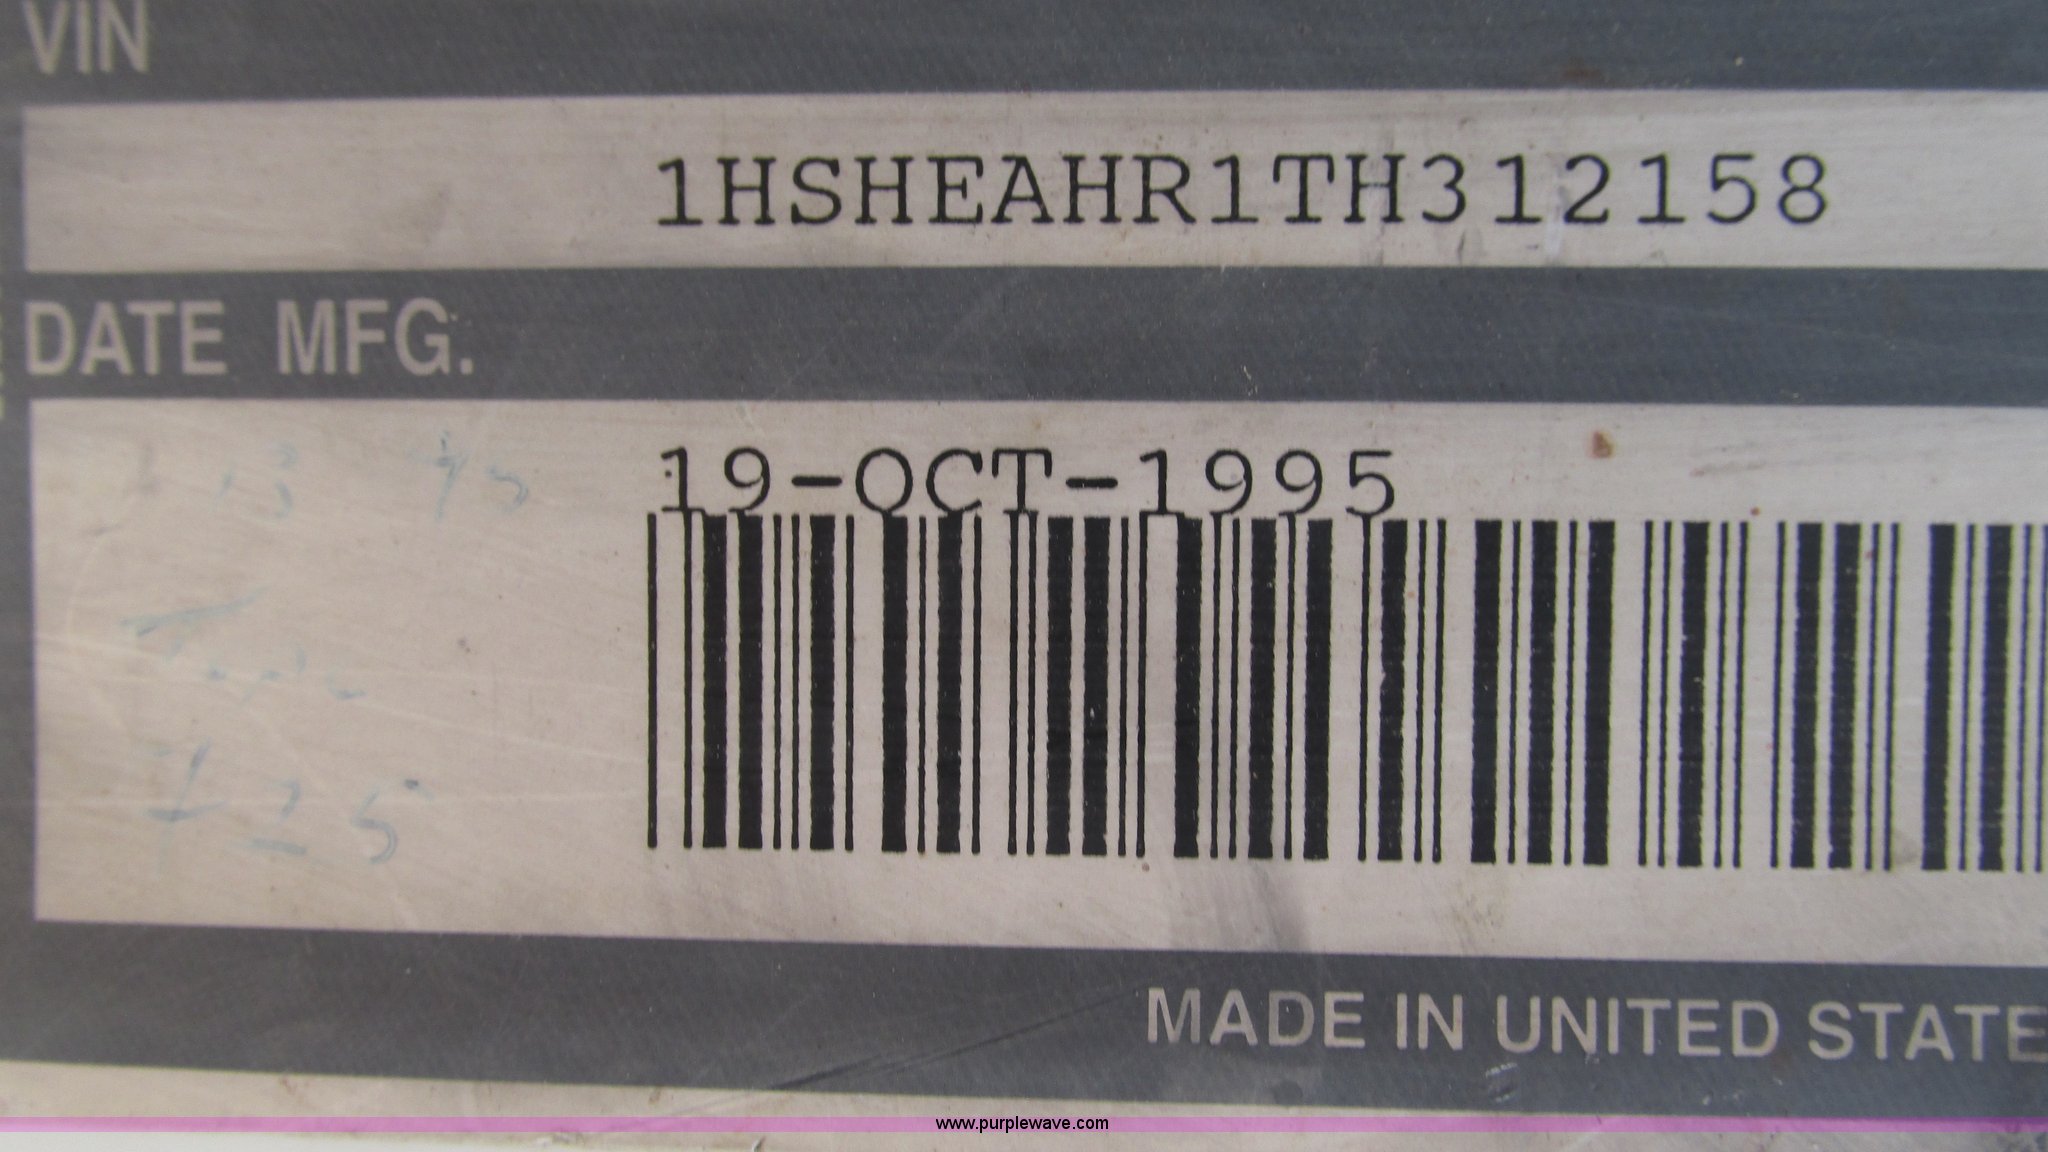 VIN
1HSHEAHR1TH312158
DATE MFG.
19-OCT-1995
MADE IN UNITED STATE
www.purplewave.com